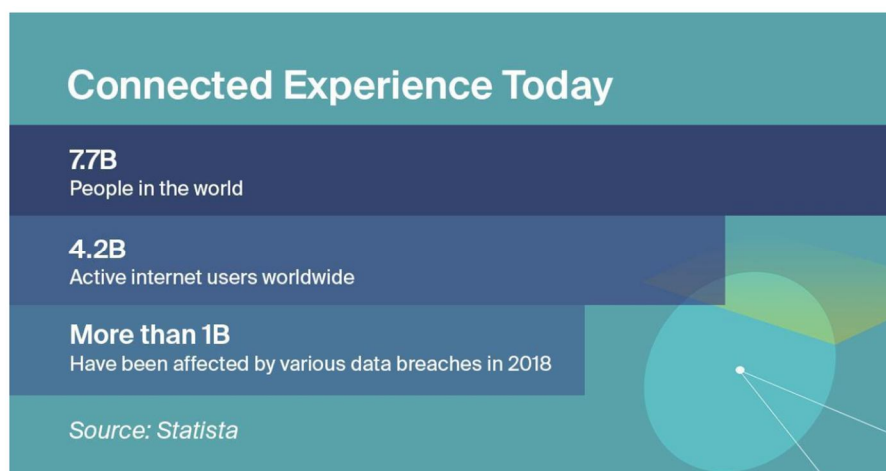 Connected Experience Today
7.7B
People in the world
4.2B
Active internet users worldwide
More than 1B
Have been affected by various data breaches in 2018
Source: Statista